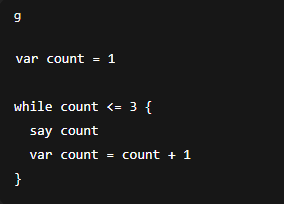 g
var count = 1
while count <= 3 {
  say count
  var count = count + 1
}